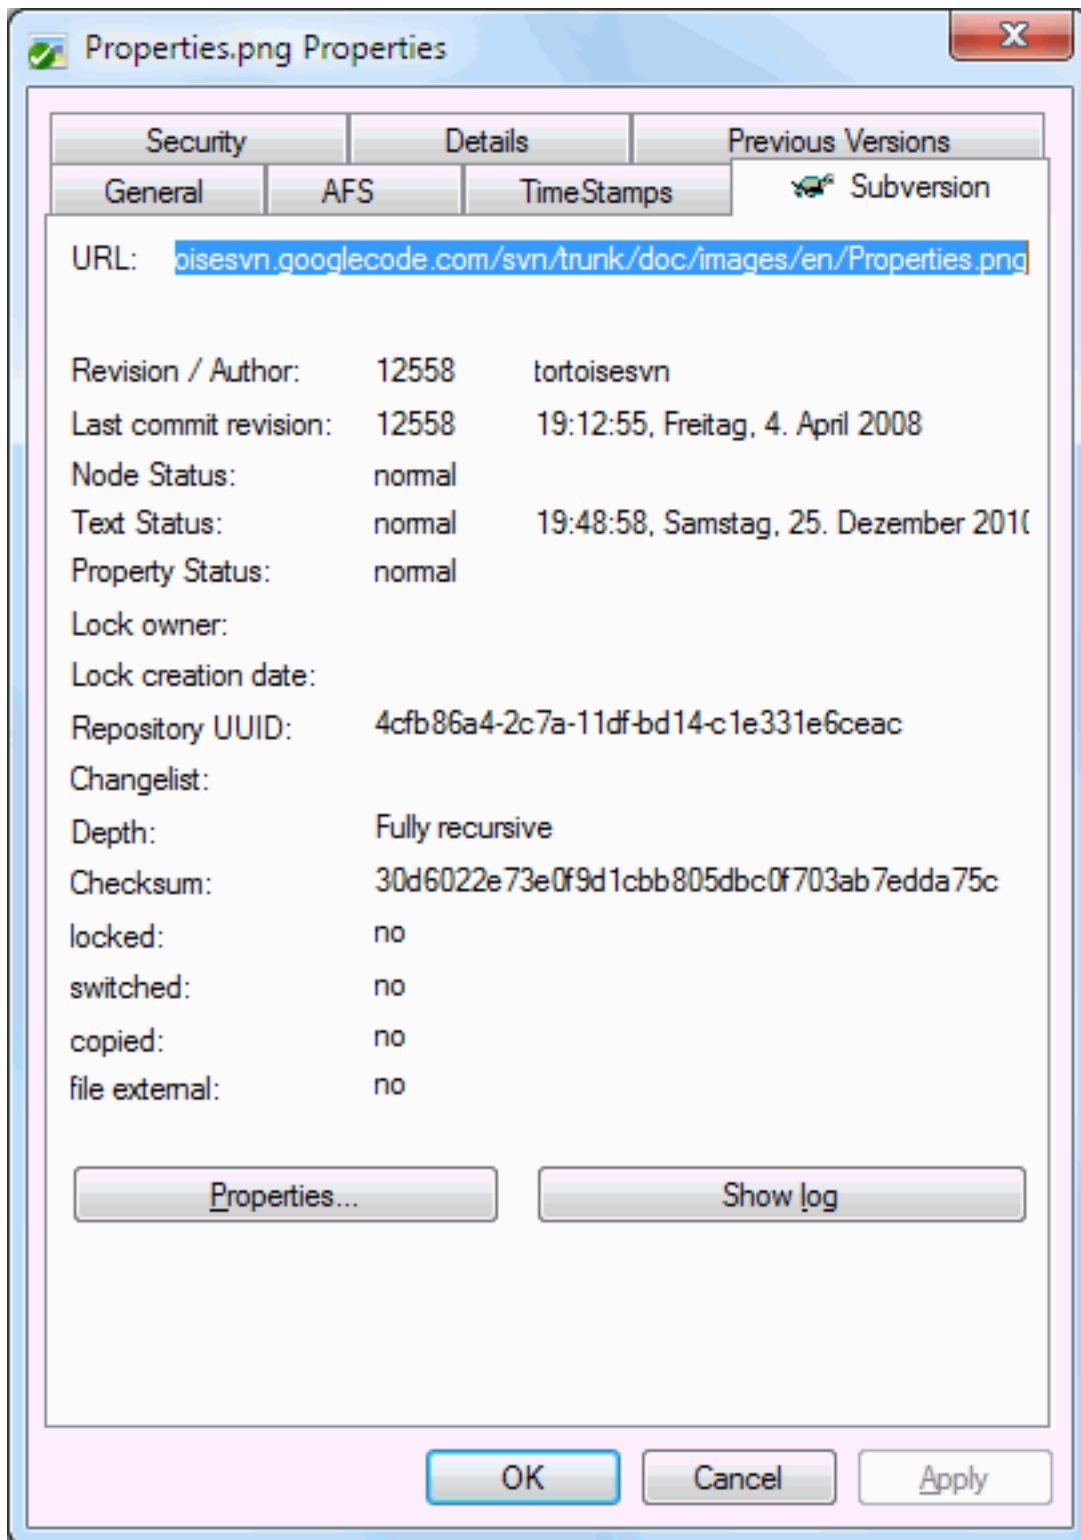 Properties.png Properties
Security Details Previous Versions
General AFS TimeStamps Subversion
URL: oisesvn.googlecode.com/svn/trunk/doc/images/en/Properties.png
Revision / Author: 12558 tortoisesvn
Last commit revision: 12558 19:12:55, Freitag, 4. April 2008
Node Status: normal
Text Status: normal 19:48:58, Samstag, 25. Dezember 2010
Property Status: normal
Lock owner:
Lock creation date:
Repository UUID: 4cfb86a4-2c7a-11df-bd14-c1e331e6ceac
Changelist:
Depth: Fully recursive
Checksum: 30d6022e73e0f9d1cbb805dbc0f703ab7edda75c
locked: no
switched: no
copied: no
file external: no
Properties... Show log
OK Cancel Apply